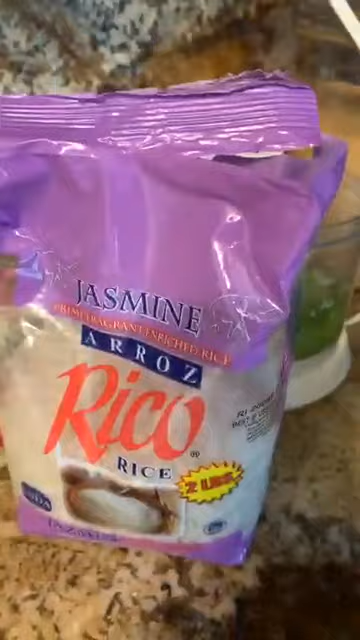 JASMINE
PRIME FRAGRANT ENRICHED RICE
ARROZ
Rico®
RICE
2 LBS.